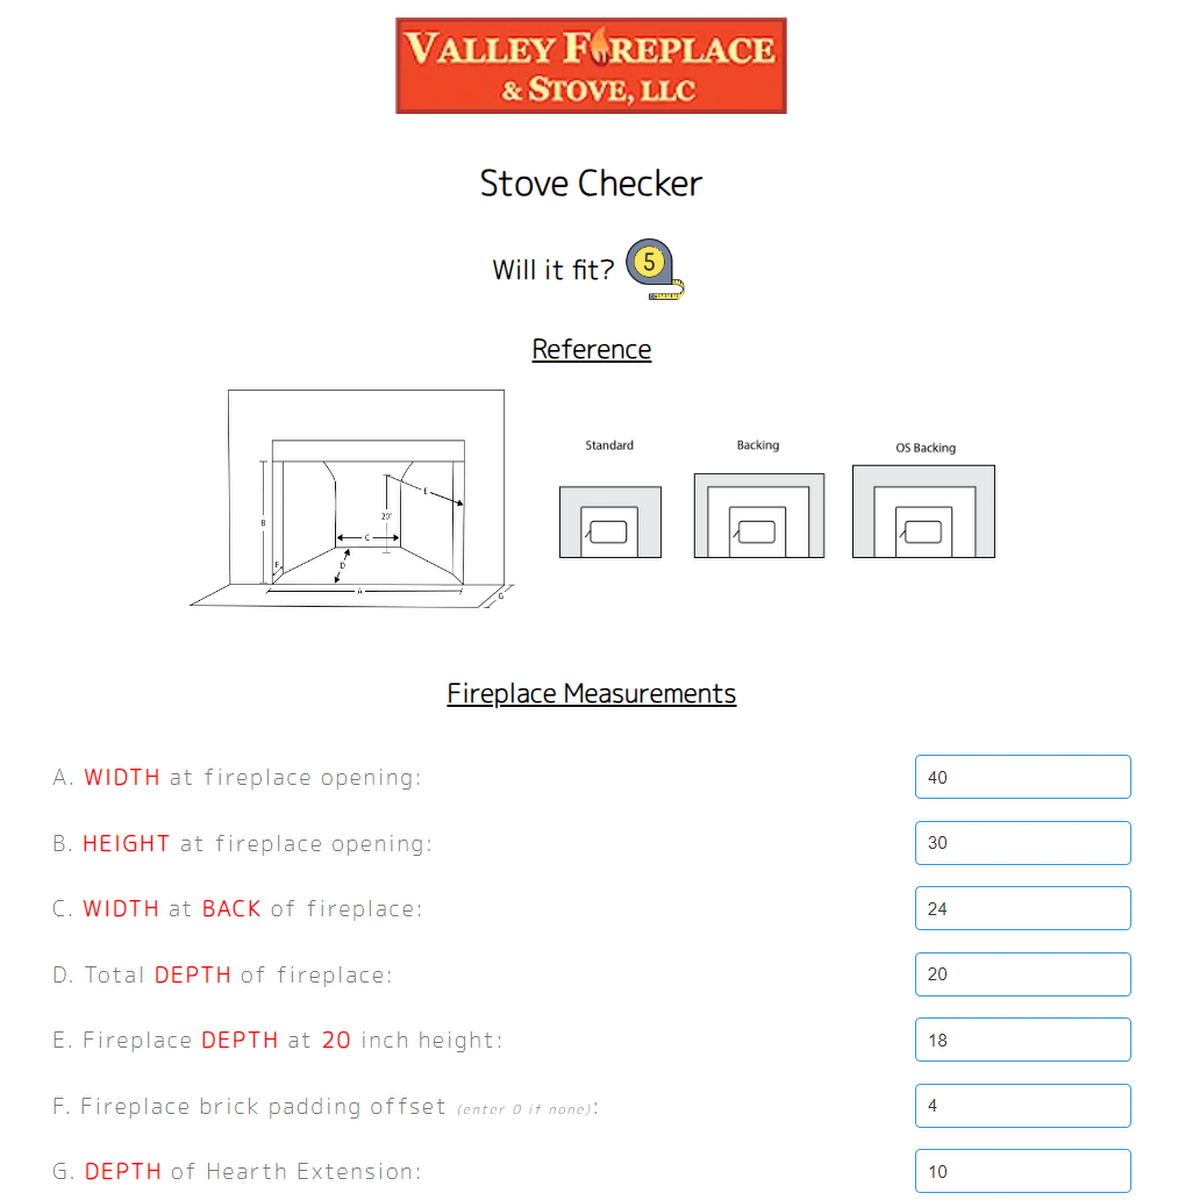 VALLEY FIREPLACE
& STOVE, LLC
Stove Checker
Will it fit?
5
Reference
Standard
Backing
OS Backing
B
E
20"
C
F
D
A
G
Fireplace Measurements
A. WIDTH at fireplace opening:
40
B. HEIGHT at fireplace opening:
30
C. WIDTH at BACK of fireplace:
24
D. Total DEPTH of fireplace:
20
E. Fireplace DEPTH at 20 inch height:
18
F. Fireplace brick padding offset (enter 0 if none):
4
G. DEPTH of Hearth Extension:
10